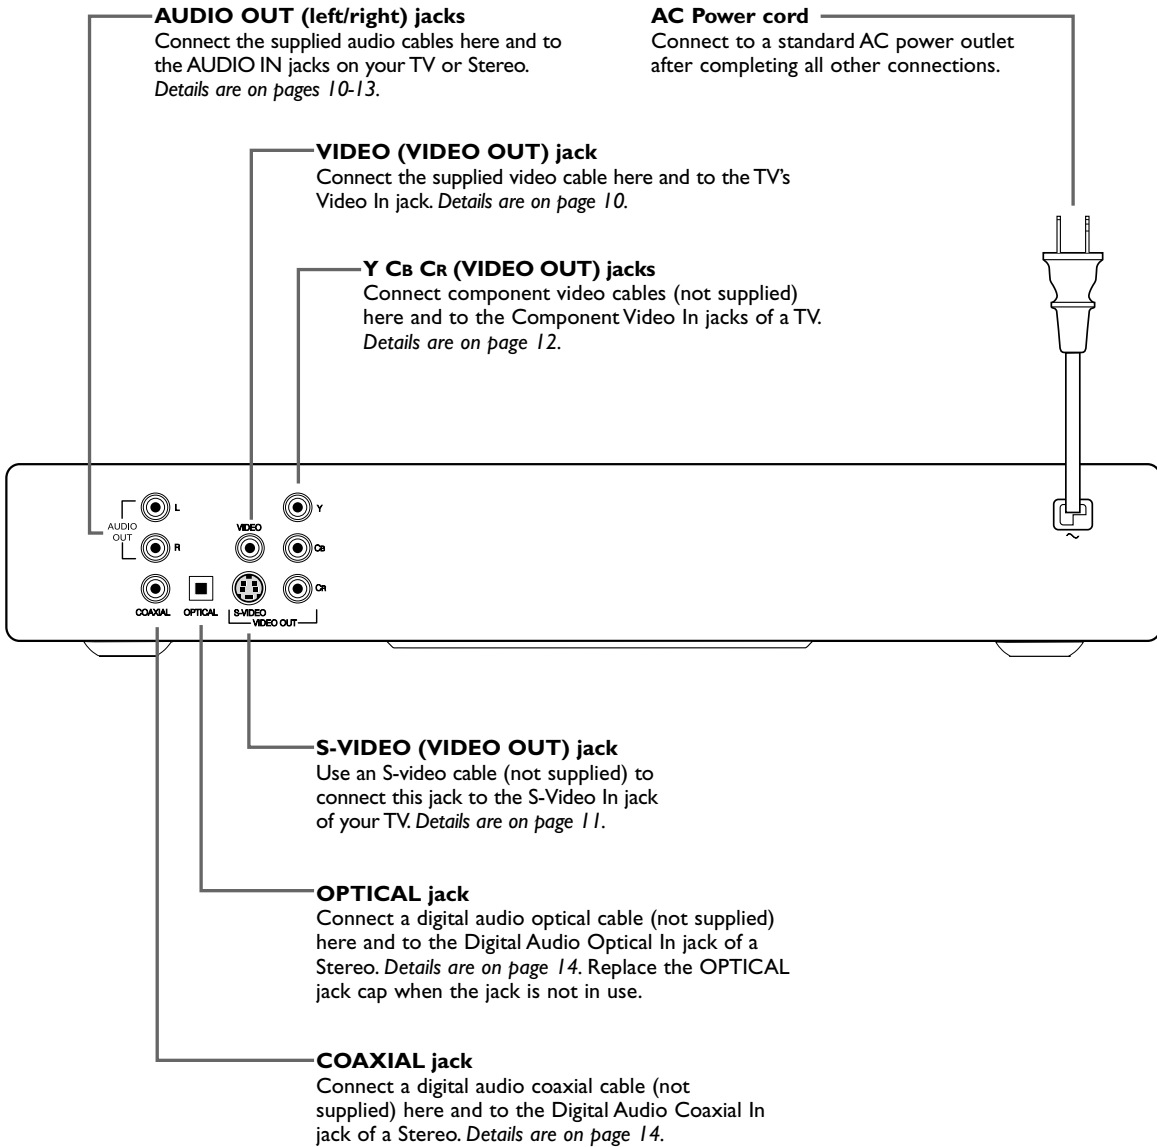 AUDIO OUT (left/right) jacks
Connect the supplied audio cables here and to
the AUDIO IN jacks on your TV or Stereo.
Details are on pages 10-13.
AC Power cord
Connect to a standard AC power outlet
after completing all other connections.
VIDEO (VIDEO OUT) jack
Connect the supplied video cable here and to the TV's
Video In jack. Details are on page 10.
Y CB CR (VIDEO OUT) jacks
Connect component video cables (not supplied)
here and to the Component Video In jacks of a TV.
Details are on page 12.
AUDIO
OUT
L
R
COAXIAL
OPTICAL
VIDEO
S-VIDEO
VIDEO OUT
Y
CB
CR
~
S-VIDEO (VIDEO OUT) jack
Use an S-video cable (not supplied) to
connect this jack to the S-Video In jack
of your TV. Details are on page 11.
OPTICAL jack
Connect a digital audio optical cable (not supplied)
here and to the Digital Audio Optical In jack of a
Stereo. Details are on page 14. Replace the OPTICAL
jack cap when the jack is not in use.
COAXIAL jack
Connect a digital audio coaxial cable (not
supplied) here and to the Digital Audio Coaxial In
jack of a Stereo. Details are on page 14.